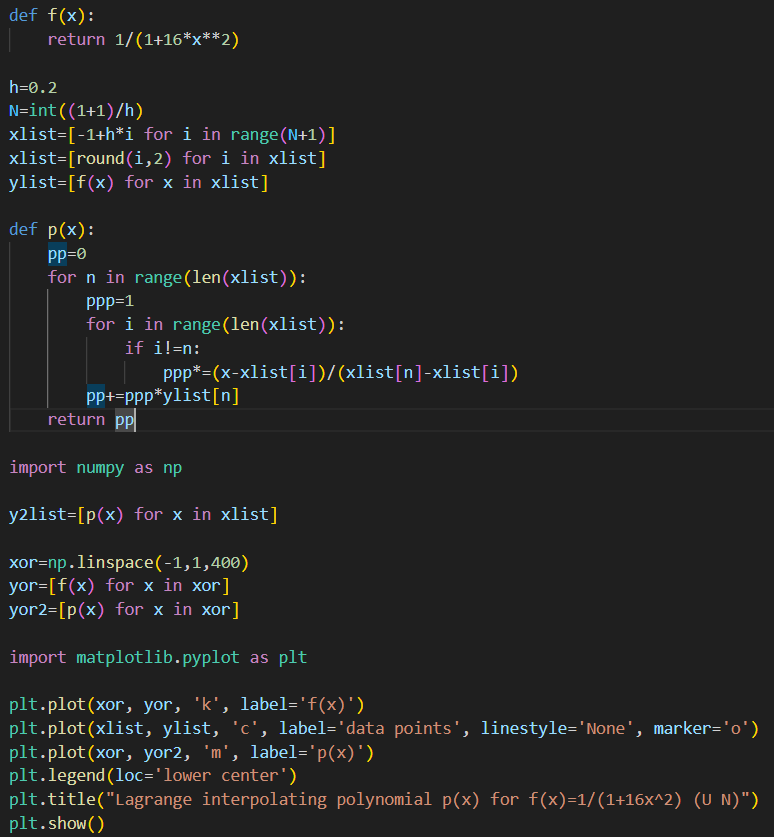 def f(x):
    return 1/(1+16*x**2)
h=0.2
N=int((1+1)/h)
xlist=[-1+h*i for i in range(N+1)]
xlist=[round(i,2) for i in xlist]
ylist=[f(x) for x in xlist]
def p(x):
    pp=0
    for n in range(len(xlist)):
        ppp=1
        for i in range(len(xlist)):
            if i!=n:
                ppp*=(x-xlist[i])/(xlist[n]-xlist[i])
        pp+=ppp*ylist[n]
    return pp
import numpy as np
y2list=[p(x) for x in xlist]
xor=np.linspace(-1,1,400)
yor=[f(x) for x in xor]
yor2=[p(x) for x in xor]
import matplotlib.pyplot as plt
plt.plot(xor, yor, 'k', label='f(x)')
plt.plot(xlist, ylist, 'c', label='data points', linestyle='None', marker='o')
plt.plot(xor, yor2, 'm', label='p(x)')
plt.legend(loc='lower center')
plt.title("Lagrange interpolating polynomial p(x) for f(x)=1/(1+16x^2) (U N)")
plt.show()